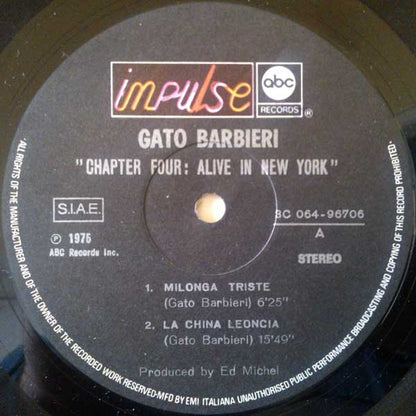 impulse
abc
RECORDS ®
GATO BARBIERI
"CHAPTER FOUR: ALIVE IN NEW YORK"
S.I.A.E.
3C 064-96706
A
℗ 1975
ABC Records Inc.
STEREO
1. MILONGA TRISTE
(Gato Barbieri) 6'25"
2. LA CHINA LEONCIA
(Gato Barbieri) 15'49"
Produced by Ed Michel
·ALL RIGHTS OF THE MANUFACTURER AND OF THE OWNER OF THE RECORDED WORK RESERVED-MFD BY EMI ITALIANA UNAUTHORISED PUBLIC PERFORMANCE BROADCASTING AND COPYING OF THIS RECORD PROHIBITED·